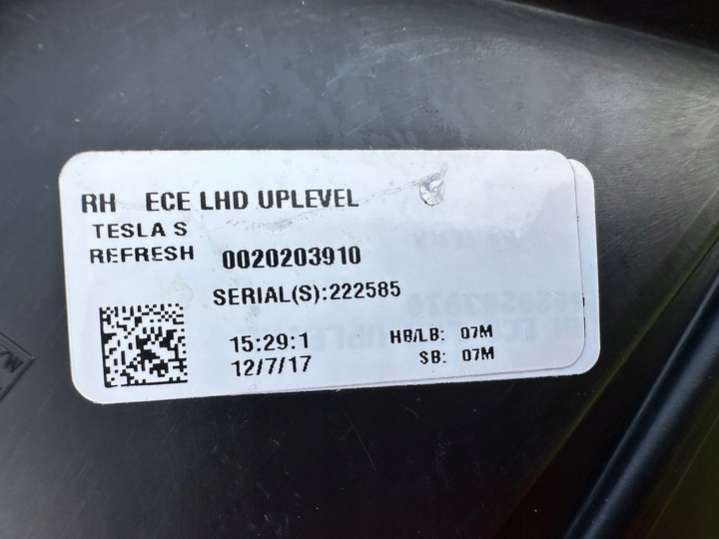 RH ECE LHD UPLEVEL
TESLA S
REFRESH 0020203910
SERIAL(S):222585
15:29:1 HB/LB: 07M
12/7/17 SB: 07M